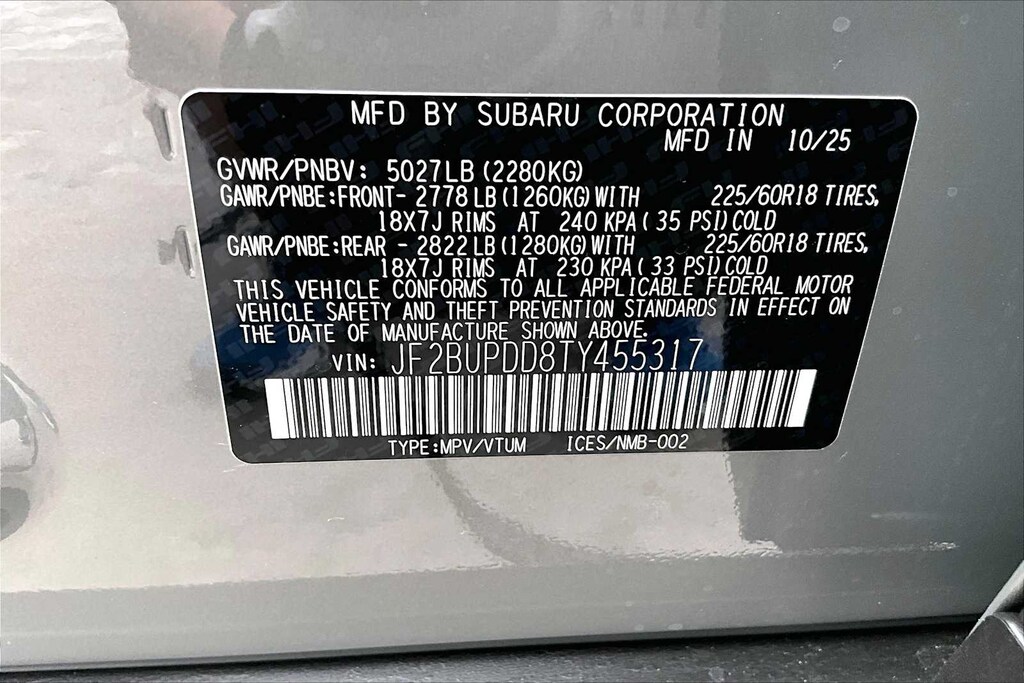 MFD BY SUBARU CORPORATION
MFD IN 10/25
GVWR/PNBV: 5027LB (2280KG)
GAWR/PNBE:FRONT- 2778 LB (1260KG) WITH 225/60R18 TIRES,
18X7J RIMS AT 240 KPA ( 35 PSI) COLD
GAWR/PNBE:REAR - 2822 LB (1280KG) WITH 225/60R18 TIRES,
18X7J RIMS AT 230 KPA ( 33 PSI) COLD
THIS VEHICLE CONFORMS TO ALL APPLICABLE FEDERAL MOTOR
VEHICLE SAFETY AND THEFT PREVENTION STANDARDS IN EFFECT ON
THE DATE OF MANUFACTURE SHOWN ABOVE.
VIN: JF2BUPDD8TY455317
TYPE:MPV/VTUM ICES/NMB-002